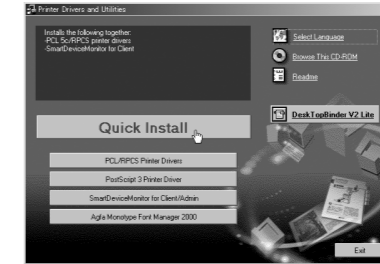 Printer Drivers and Utilities
Installs the following together:
-PCL 5c/RPCS printer drivers
-SmartDeviceMonitor for Client
Select Language
Browse This CD-ROM
Readme
DeskTopBinder V2 Lite
Quick Install
PCL/RPCS Printer Drivers
PostScript 3 Printer Driver
SmartDeviceMonitor for Client/Admin
Agfa Monotype Font Manager 2000
Exit